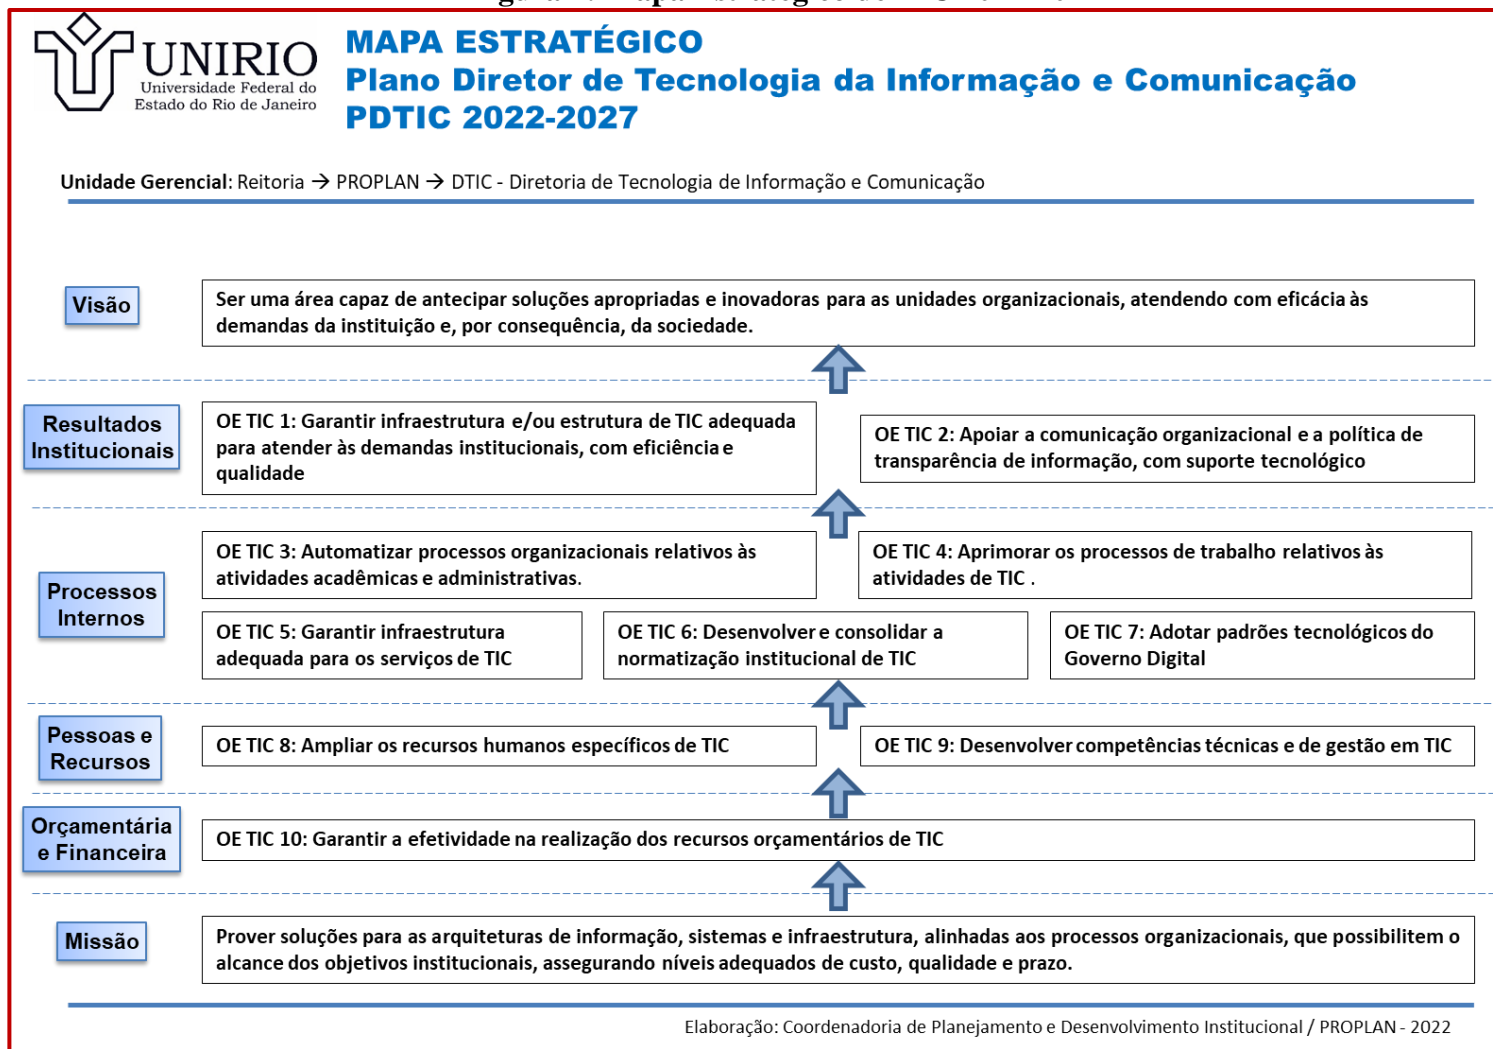 UNIRIO
Universidade Federal do
Estado do Rio de Janeiro
MAPA ESTRATÉGICO
Plano Diretor de Tecnologia da Informação e Comunicação
PDTIC 2022-2027
Unidade Gerencial: Reitoria → PROPLAN → DTIC - Diretoria de Tecnologia de Informação e Comunicação
Visão
Ser uma área capaz de antecipar soluções apropriadas e inovadoras para as unidades organizacionais, atendendo com eficácia às
demandas da instituição e, por consequência, da sociedade.
Resultados
Institucionais
OE TIC 1: Garantir infraestrutura e/ou estrutura de TIC adequada
para atender às demandas institucionais, com eficiência e
qualidade
OE TIC 2: Apoiar a comunicação organizacional e a política de
transparência de informação, com suporte tecnológico
Processos
Internos
OE TIC 3: Automatizar processos organizacionais relativos às
atividades acadêmicas e administrativas.
OE TIC 4: Aprimorar os processos de trabalho relativos às
atividades de TIC .
OE TIC 5: Garantir infraestrutura
adequada para os serviços de TIC
OE TIC 6: Desenvolver e consolidar a
normatização institucional de TIC
OE TIC 7: Adotar padrões tecnológicos do
Governo Digital
Pessoas e
Recursos
OE TIC 8: Ampliar os recursos humanos específicos de TIC
OE TIC 9: Desenvolver competências técnicas e de gestão em TIC
Orçamentária
e Financeira
OE TIC 10: Garantir a efetividade na realização dos recursos orçamentários de TIC
Missão
Prover soluções para as arquiteturas de informação, sistemas e infraestrutura, alinhadas aos processos organizacionais, que possibilitem o
alcance dos objetivos institucionais, assegurando níveis adequados de custo, qualidade e prazo.
Elaboração: Coordenadoria de Planejamento e Desenvolvimento Institucional / PROPLAN - 2022